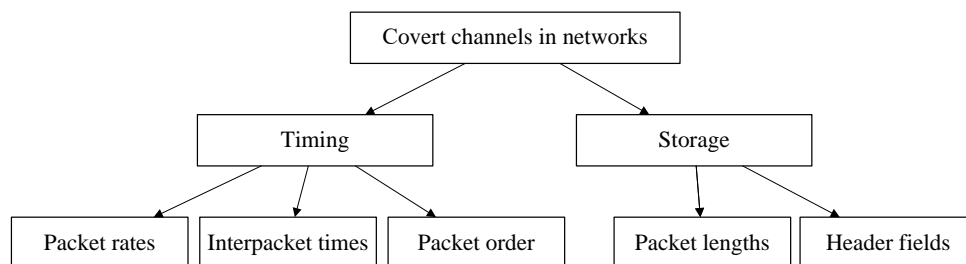 Covert channels in networks
Timing
Storage
Packet rates
Interpacket times
Packet order
Packet lengths
Header fields